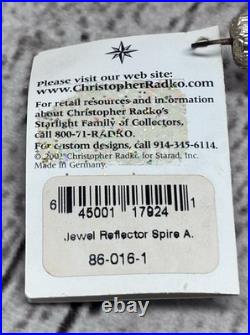 Please visit our web site:
www.ChristopherRadko.com
For retail resources and information
about Christopher Radko's
Starlight Family of Collectors,
call 800-71-RADKO.
For custom designs, call 914-345-6114.
Christopher Radko for Starad, Inc.
Made in Germany.
6 45001 17924 1
Jewel Reflector Spire A.
86-016-1